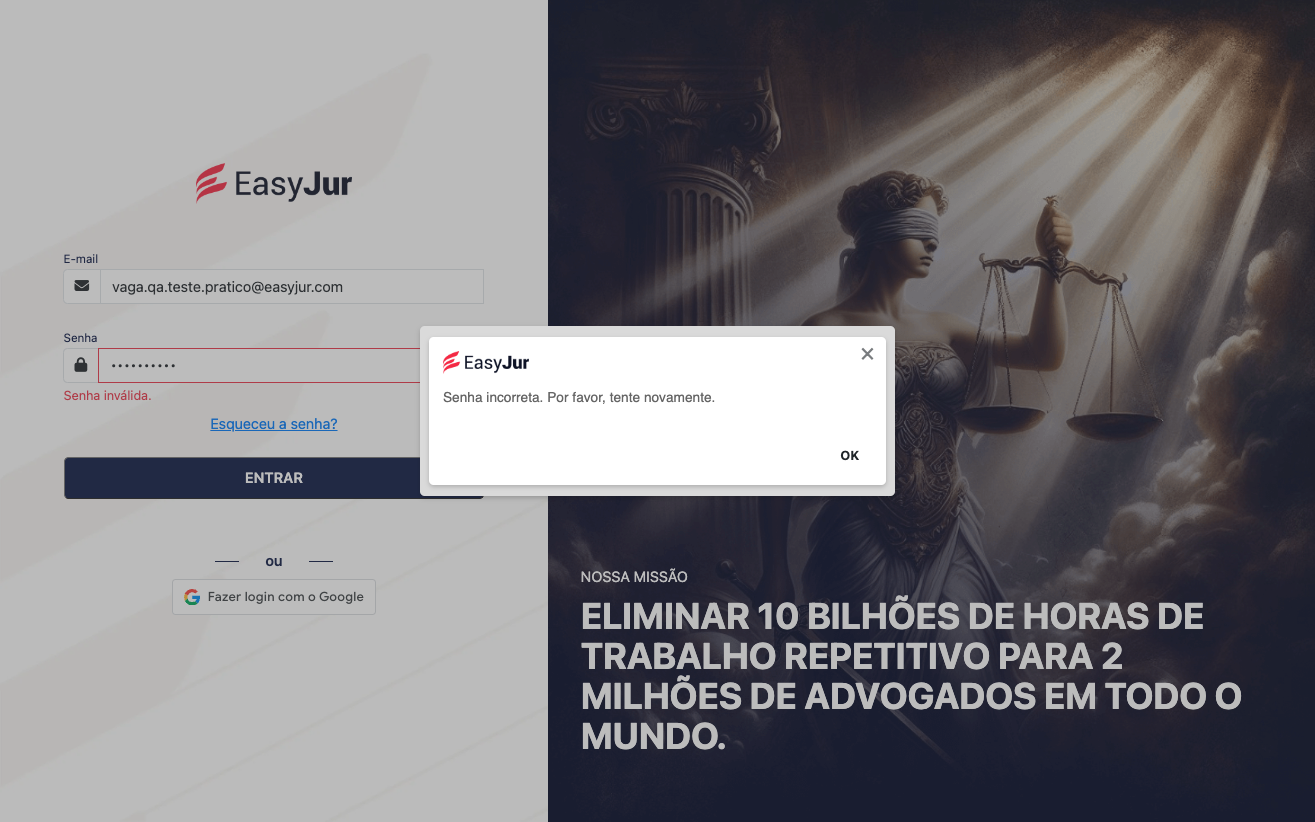 EasyJur
E-mail
vaga.qa.teste.pratico@easyjur.com
Senha
••••••••••
Senha inválida.
Esqueceu a senha?
ENTRAR
ou
Fazer login com o Google
EasyJur
Senha incorreta. Por favor, tente novamente.
OK
NOSSA MISSÃO
ELIMINAR 10 BILHÕES DE HORAS DE
TRABALHO REPETITIVO PARA 2
MILHÕES DE ADVOGADOS EM TODO O
MUNDO.